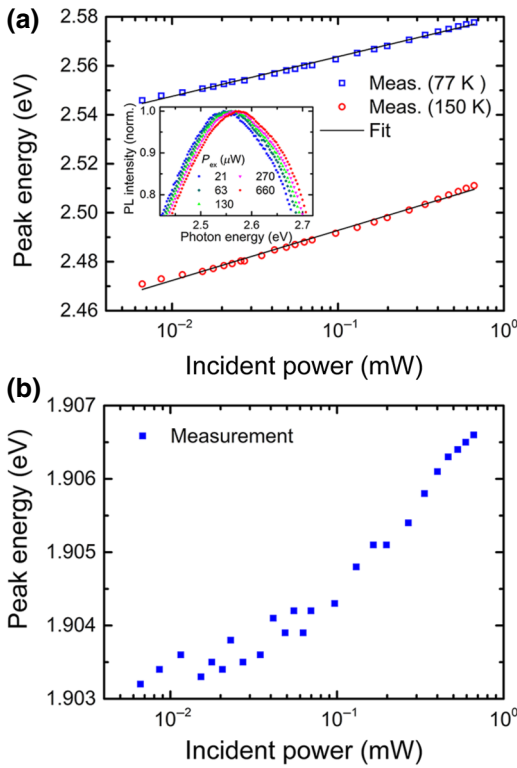 (a)
2.58
2.56
2.54
2.52
2.50
2.48
2.46
Peak energy (eV)
Meas. (77 K )
Meas. (150 K)
Fit
PL intensity (norm.)
1.0
0.9
0.8
Pex (μW)
21 270
63 660
130
2.5 2.6 2.7
Photon energy (eV)
10⁻² 10⁻¹ 10⁰
Incident power (mW)
(b)
1.907
1.906
1.905
1.904
1.903
Peak energy (eV)
Measurement
10⁻² 10⁻¹ 10⁰
Incident power (mW)